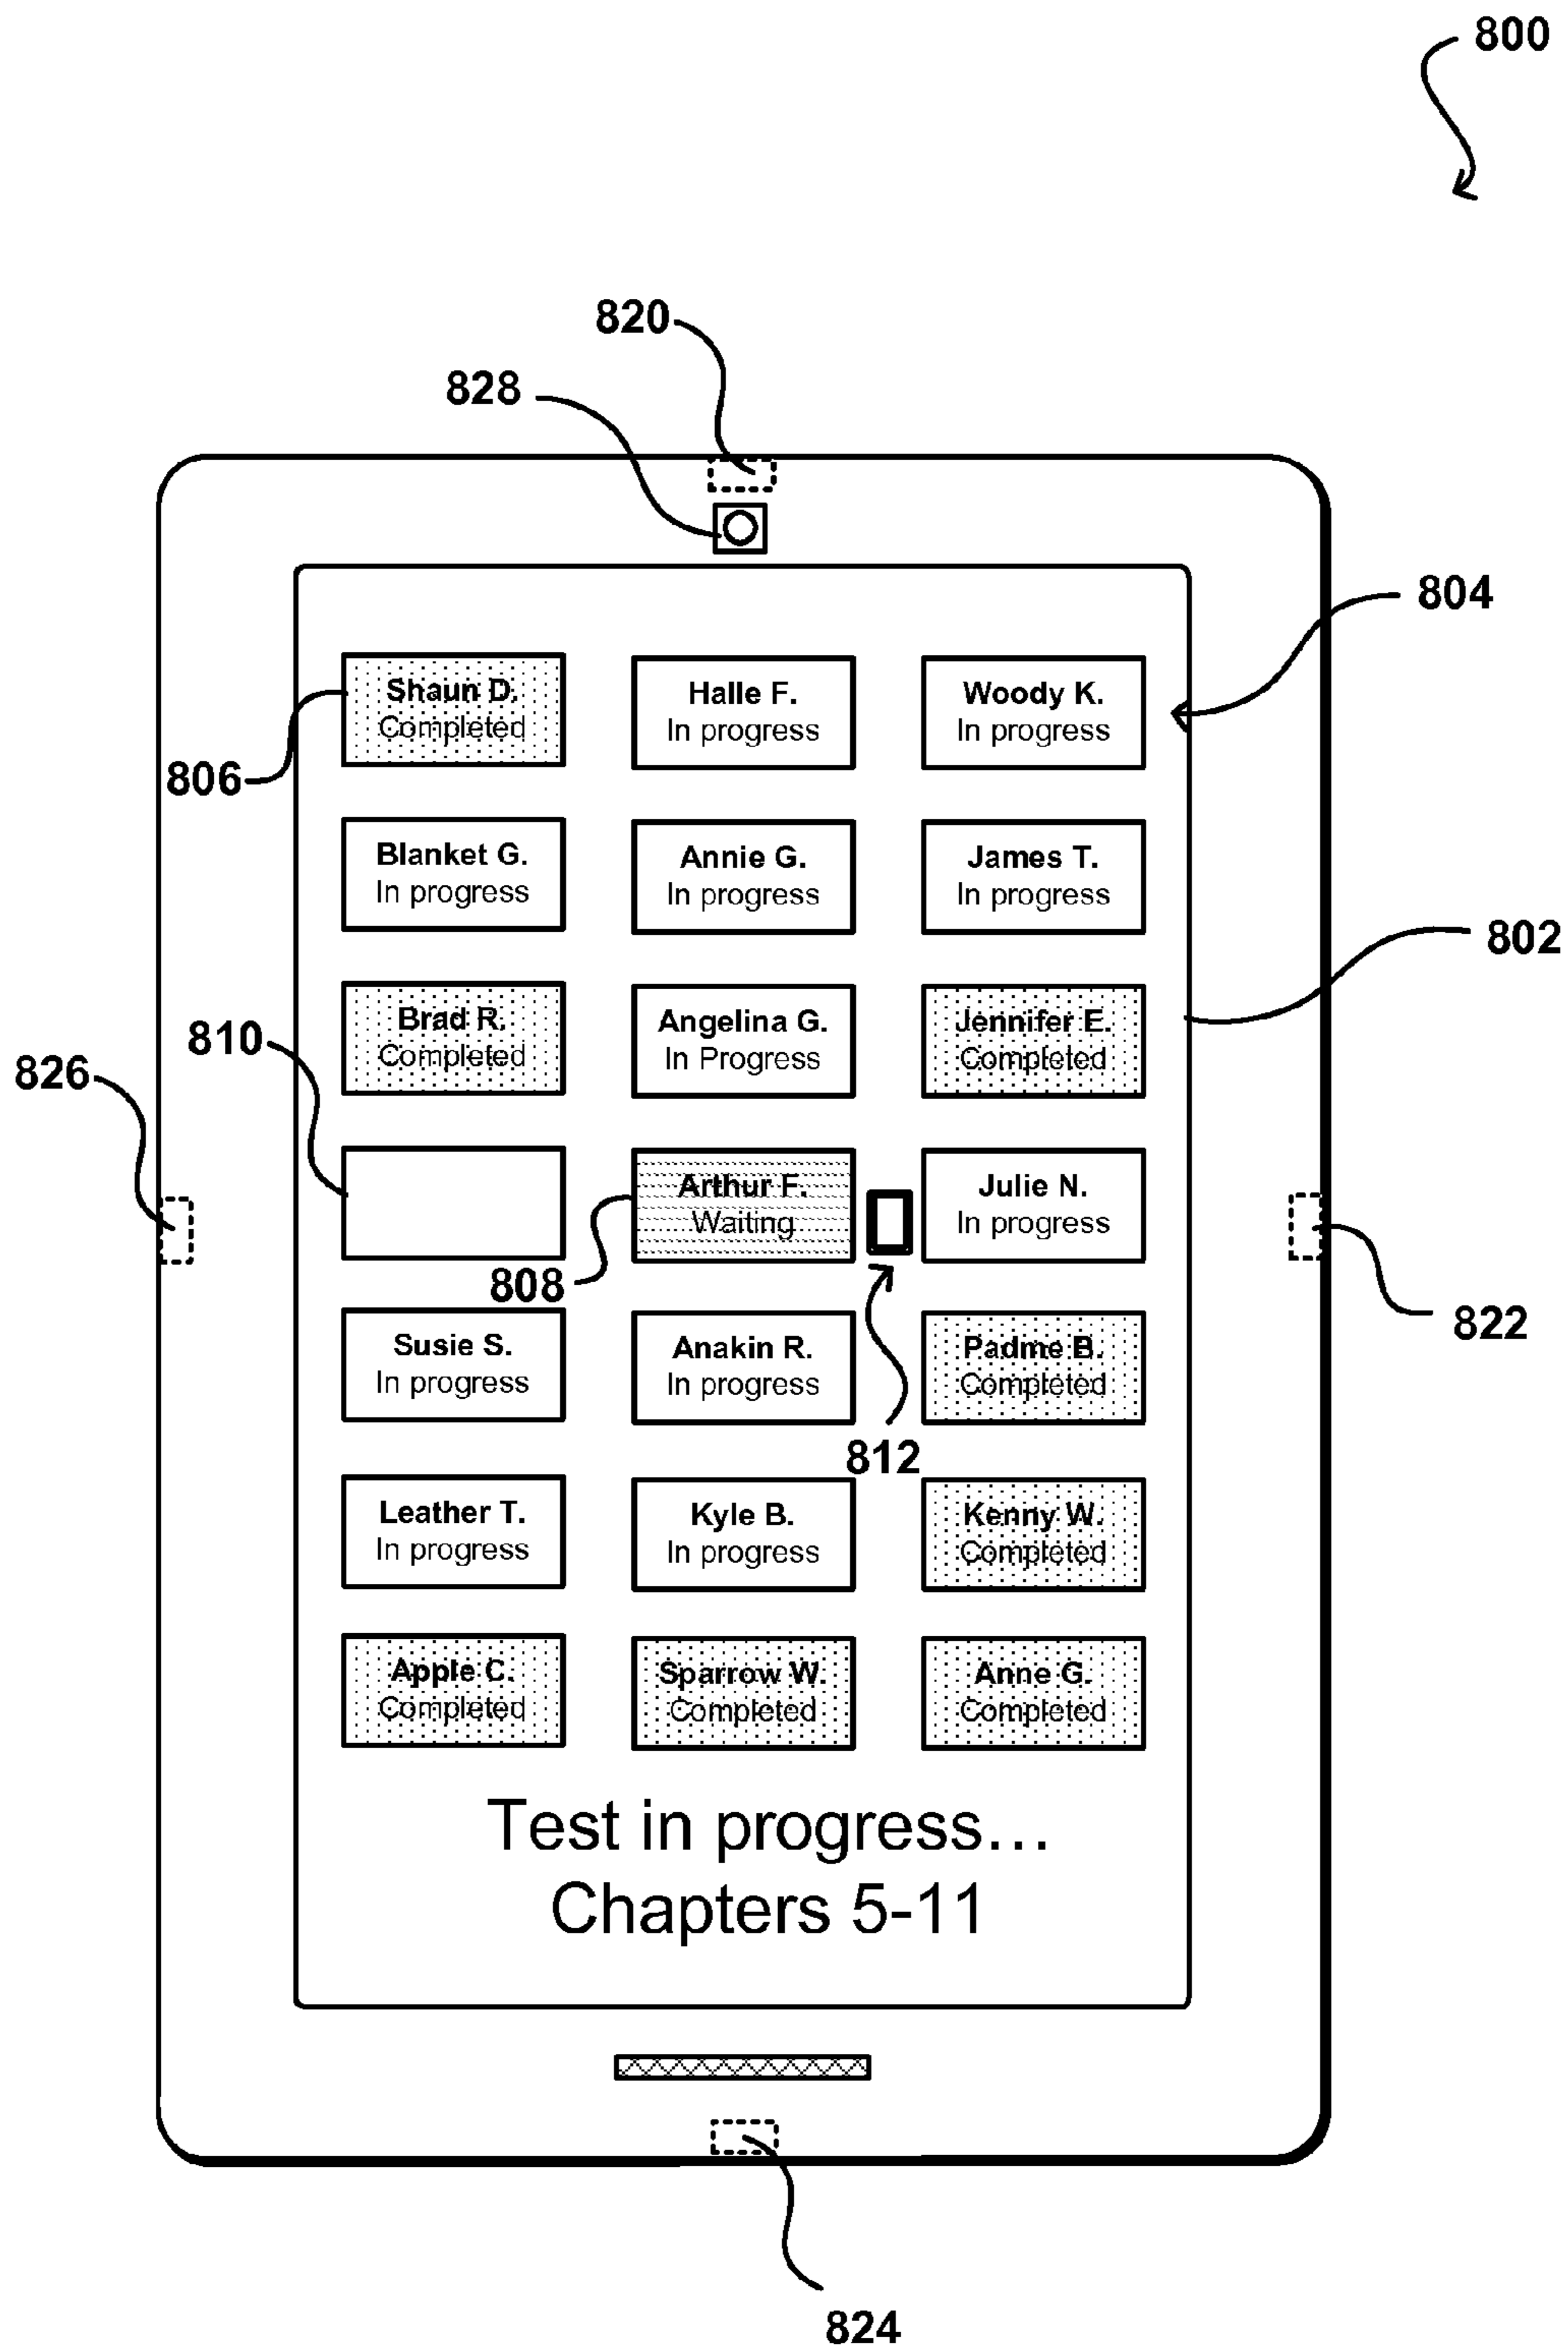 800
820
828
804
Shaun D.
Completed
Halle F.
In progress
Woody K.
In progress
806
Blanket G.
In progress
Annie G.
In progress
James T.
In progress
802
Brad R.
Completed
Angelina G.
In Progress
Jennifer E.
Completed
810
826
Arthur F.
Waiting
Julie N.
In progress
808
822
Susie S.
In progress
Anakin R.
In progress
Padme B.
Completed
812
Leather T.
In progress
Kyle B.
In progress
Kenny W.
Completed
Apple C.
Completed
Sparrow W.
Completed
Anne G.
Completed
Test in progress...
Chapters 5-11
824